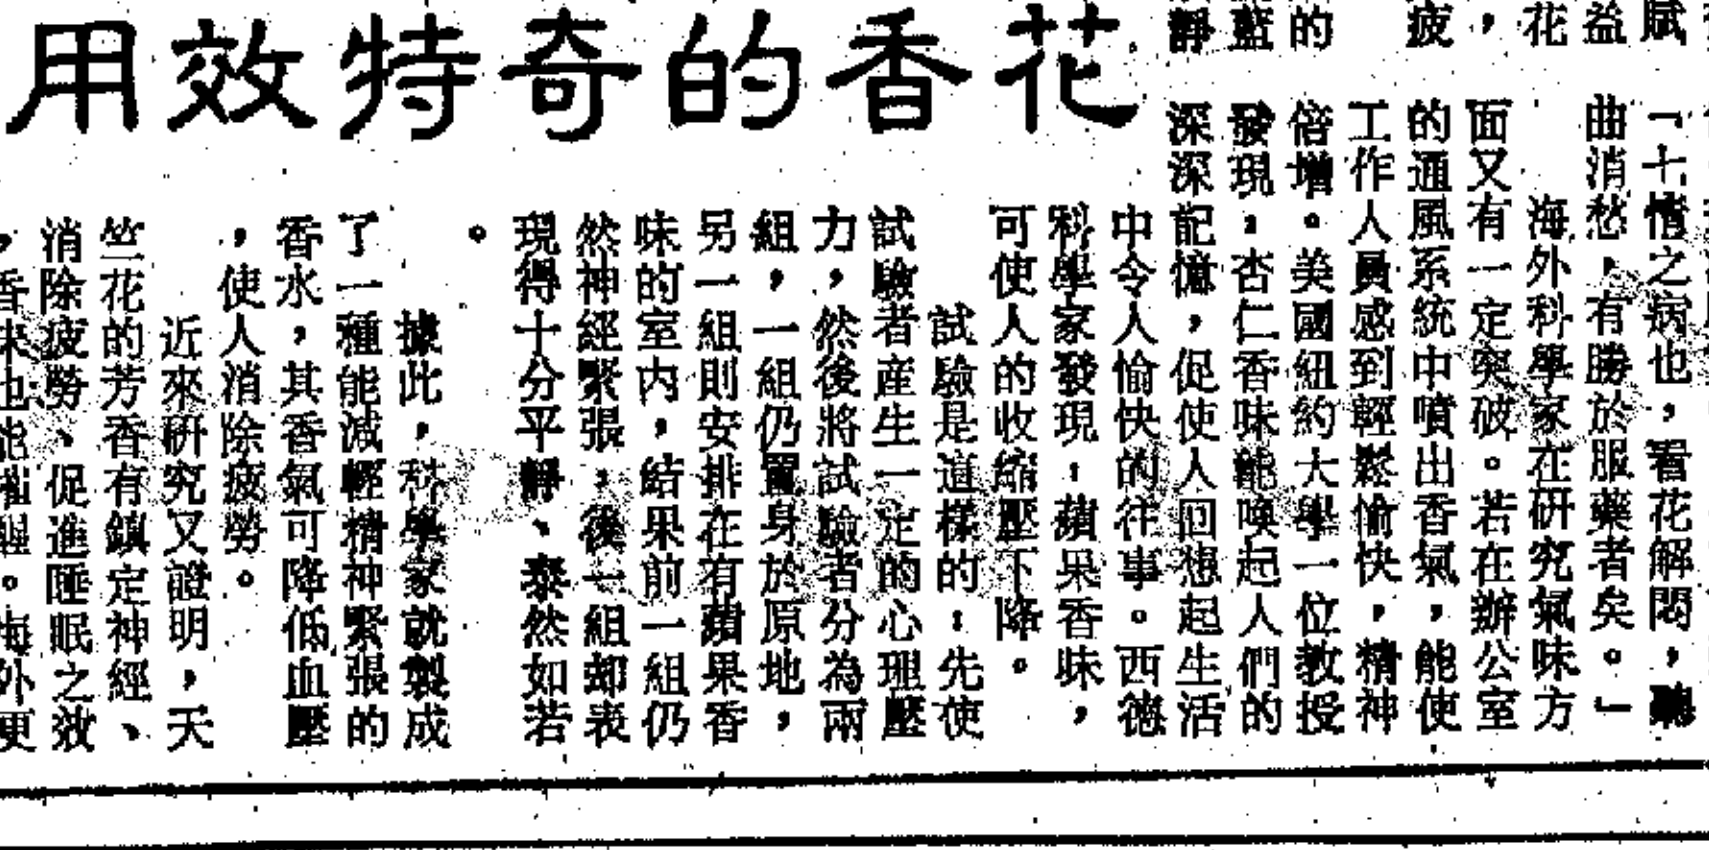 花香的奇特效用
賦
益
花
，
疲
的
藍
靜
「七情之病也，看花解悶，聽
曲消愁，有勝於服藥者矣。」
海外科學家在研究氣味方
面又有一定突破。若在辦公室
的通風系統中噴出香氣，能使
工作人員感到輕鬆愉快，精神
倍增。美國紐約大學一位教授
發現，杏仁香味能喚起人們的
深深記憶，促使人回想起生活
中令人愉快的往事。西德
科學家發現：蘋果香味，
可使人的收縮壓下降。
試驗是這樣的：先使
試驗者産生一定的心理壓
力，然後將試驗者分為兩
組，一組仍置身於原地，
另一組則安排在有蘋果香
味的室内，結果前一組仍
然神經緊張，後一組却表
現得十分平靜、泰然如若
。
據此，科學家就製成
了一種能減輕精神緊張的
香水，其香氣可降低血壓
，使人消除疲勞。
近來研究又證明，天
竺花的芳香有鎮定神經、
消除疲勞、促進睡眠之效
，香味也能醒。海外更